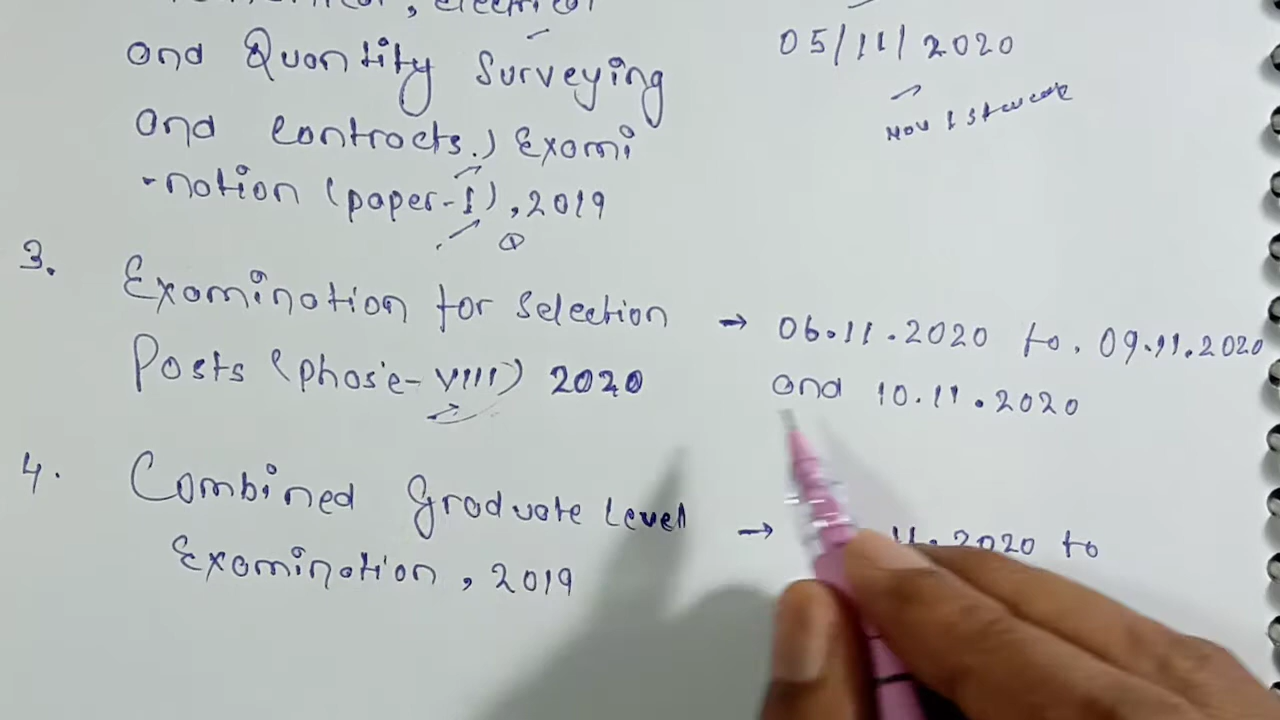 and Quantity Surveying
and contracts.) Exami
-nation (paper-I), 2019
05/11/2020
Nov 1st week
3. Examination for Selection
Posts (phase-VIII) 2020
→ 06.11.2020 to. 09.11.2020
and 10.11.2020
4. Combined Graduate Level
Examination, 2019
→ 11.2020 to